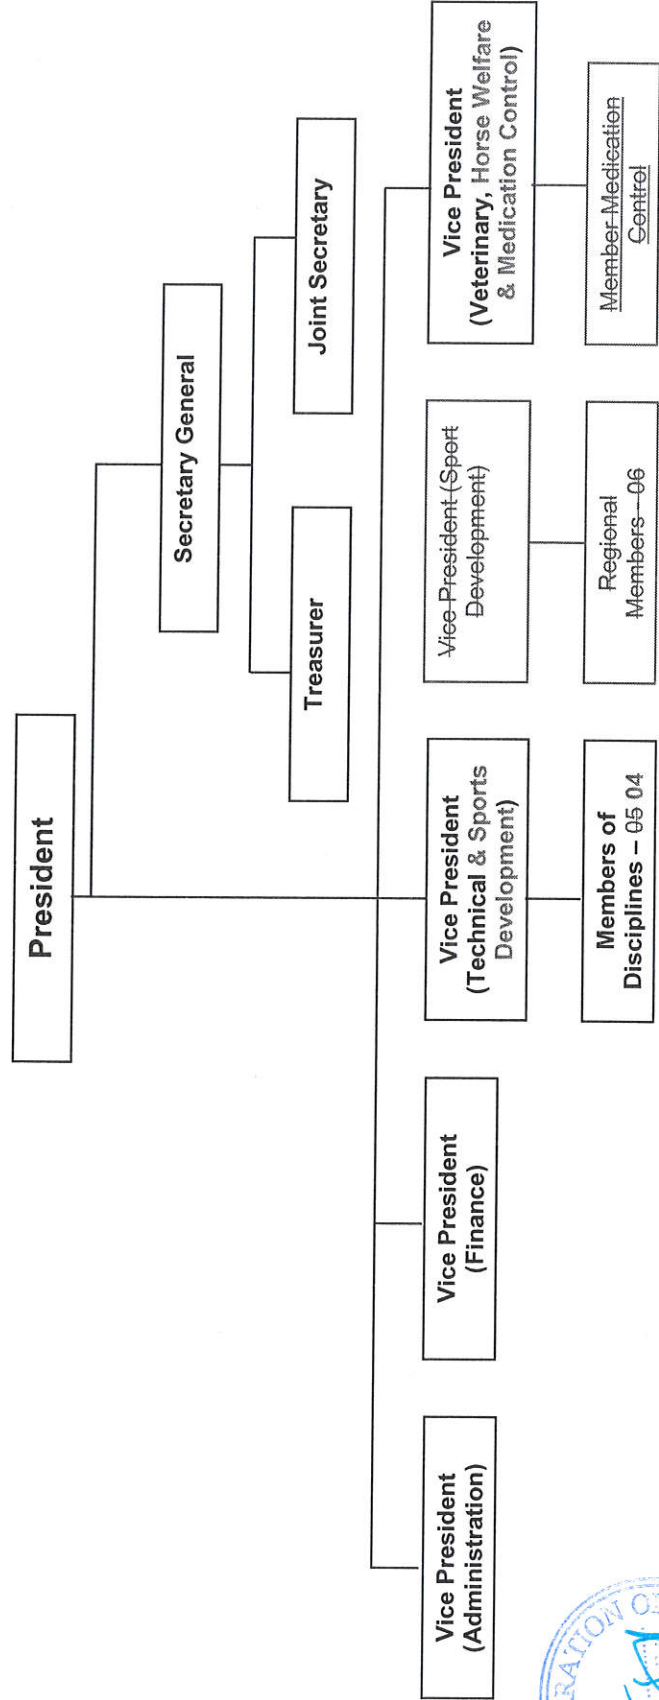 President
Secretary General
Treasurer
Joint Secretary
Vice President
(Administration)
Vice President
(Finance)
Vice President
(Technical & Sports
Development)
Vice President (Sport
Development)
Vice President
(Veterinary, Horse Welfare
& Medication Control)
Members of
Disciplines – 05 04
Regional
Members - 06
Member Medication
Control